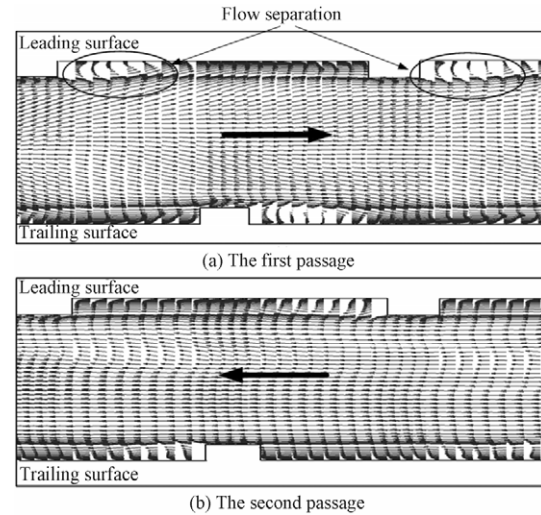 Flow separation
Leading surface
Trailing surface
(a) The first passage
Leading surface
Trailing surface
(b) The second passage